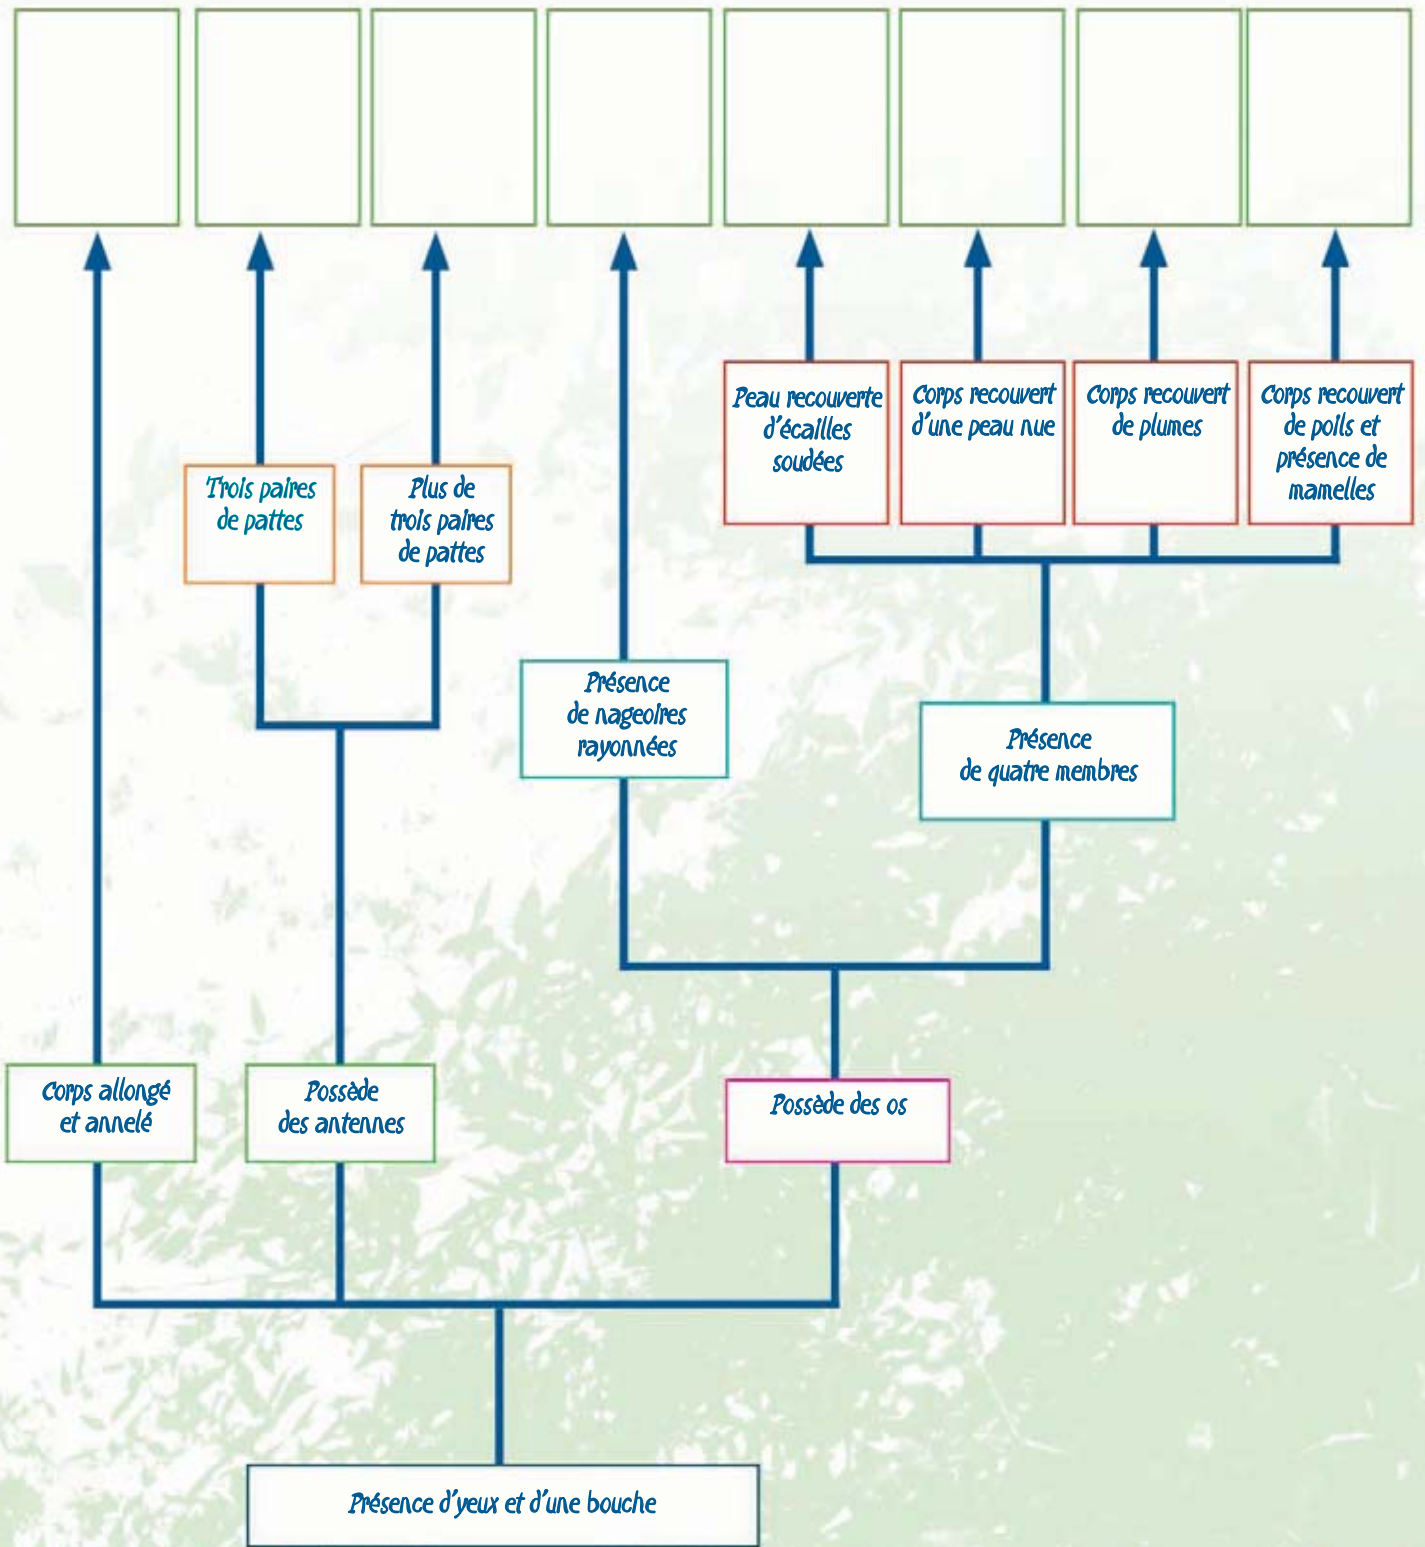 Peau recouverte
d'écailles
soudées
Corps recouvert
d'une peau nue
Corps recouvert
de plumes
Corps recouvert
de poils et
présence de
mamelles
Trois paires
de pattes
Plus de
trois paires
de pattes
Présence
de nageoires
rayonnées
Présence
de quatre membres
Corps allongé
et annelé
Possède
des antennes
Possède des os
Présence d'yeux et d'une bouche